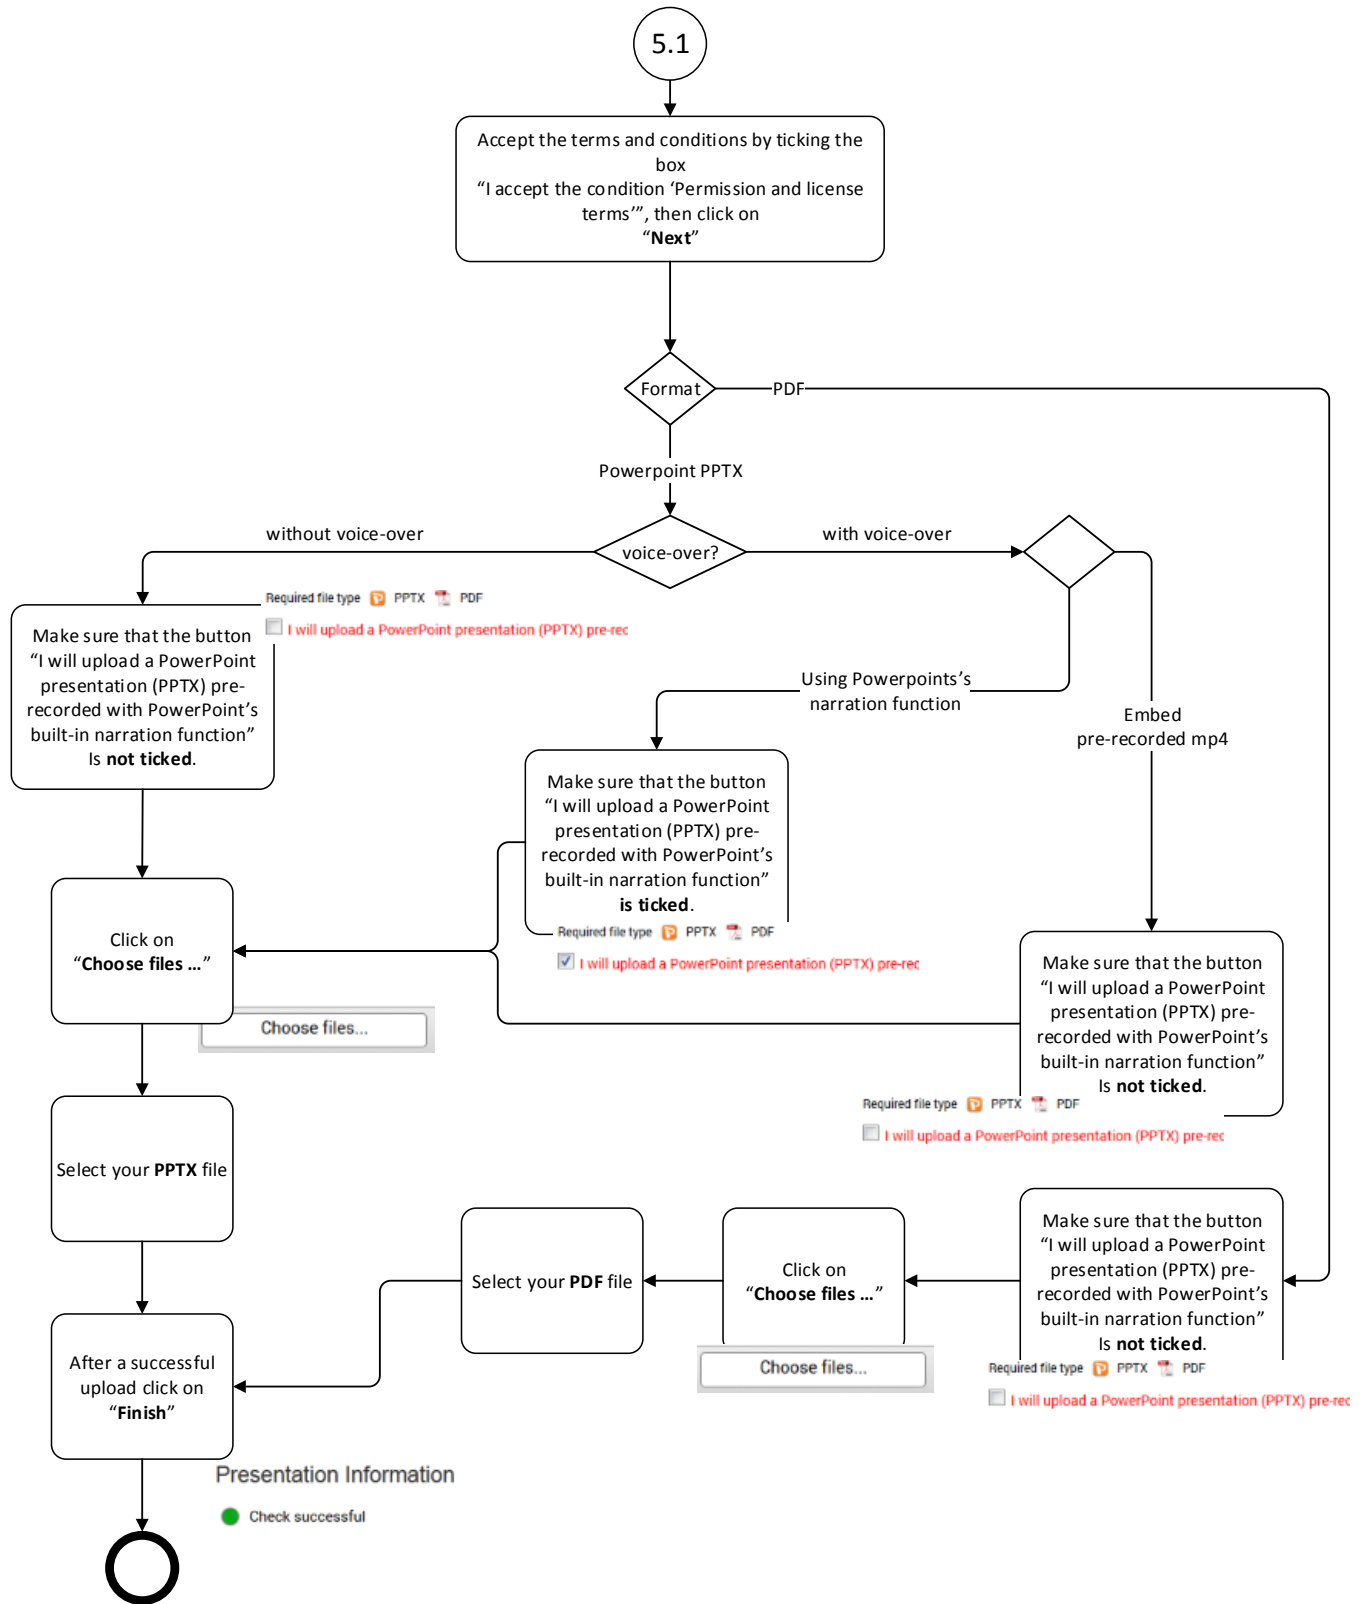 5.1
Accept the terms and conditions by ticking the
box
“I accept the condition ‘Permission and license
terms’”, then click on
“Next”
Format
PDF
Powerpoint PPTX
without voice-over
voice-over?
with voice-over
Required file type PPTX PDF
I will upload a PowerPoint presentation (PPTX) pre-rec
Make sure that the button
“I will upload a PowerPoint
presentation (PPTX) pre-
recorded with PowerPoint’s
built-in narration function”
Is not ticked.
Using Powerpoints’s
narration function
Embed
pre-recorded mp4
Make sure that the button
“I will upload a PowerPoint
presentation (PPTX) pre-
recorded with PowerPoint’s
built-in narration function”
is ticked.
Required file type PPTX PDF
I will upload a PowerPoint presentation (PPTX) pre-rec
Click on
“Choose files …”
Choose files...
Make sure that the button
“I will upload a PowerPoint
presentation (PPTX) pre-
recorded with PowerPoint’s
built-in narration function”
Is not ticked.
Required file type PPTX PDF
I will upload a PowerPoint presentation (PPTX) pre-rec
Select your PPTX file
Select your PDF file
Click on
“Choose files …”
Choose files...
Make sure that the button
“I will upload a PowerPoint
presentation (PPTX) pre-
recorded with PowerPoint’s
built-in narration function”
Is not ticked.
Required file type PPTX PDF
I will upload a PowerPoint presentation (PPTX) pre-rec
After a successful
upload click on
“Finish”
Presentation Information
Check successful